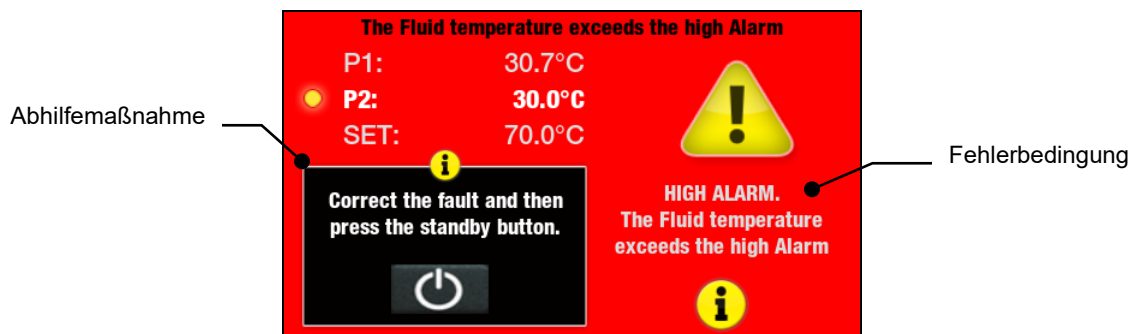 The Fluid temperature exceeds the high Alarm
P1: 30.7°C
P2: 30.0°C
SET: 70.0°C
Abhilfemaßnahme
Correct the fault and then
press the standby button.
Fehlerbedingung
HIGH ALARM.
The Fluid temperature
exceeds the high Alarm